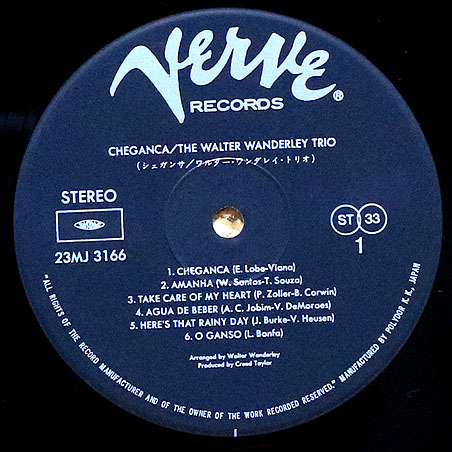 Verve®
RECORDS
CHEGANCA/THE WALTER WANDERLEY TRIO
(シェガンサ/ワルター・ワンダレイ・トリオ)
STEREO
ST 33
23MJ 3166
1
1. CHEGANCA (E. Lobo-Viana)
2. AMANHA (W. Santos-T. Souza)
3. TAKE CARE OF MY HEART (P. Zoller-B. Corwin)
4. AGUA DE BEBER (A. C. Jobim-V. DeMoraes)
5. HERE'S THAT RAINY DAY (J. Burke-V. Heusen)
6. O GANSO (L. Bonfa)
Arranged by Walter Wanderley
Produced by Creed Taylor
"ALL RIGHTS OF THE RECORD MANUFACTURER AND OF THE OWNER OF THE WORK RECORDED RESERVED." MANUFACTURED BY POLYDOR K. K., JAPAN